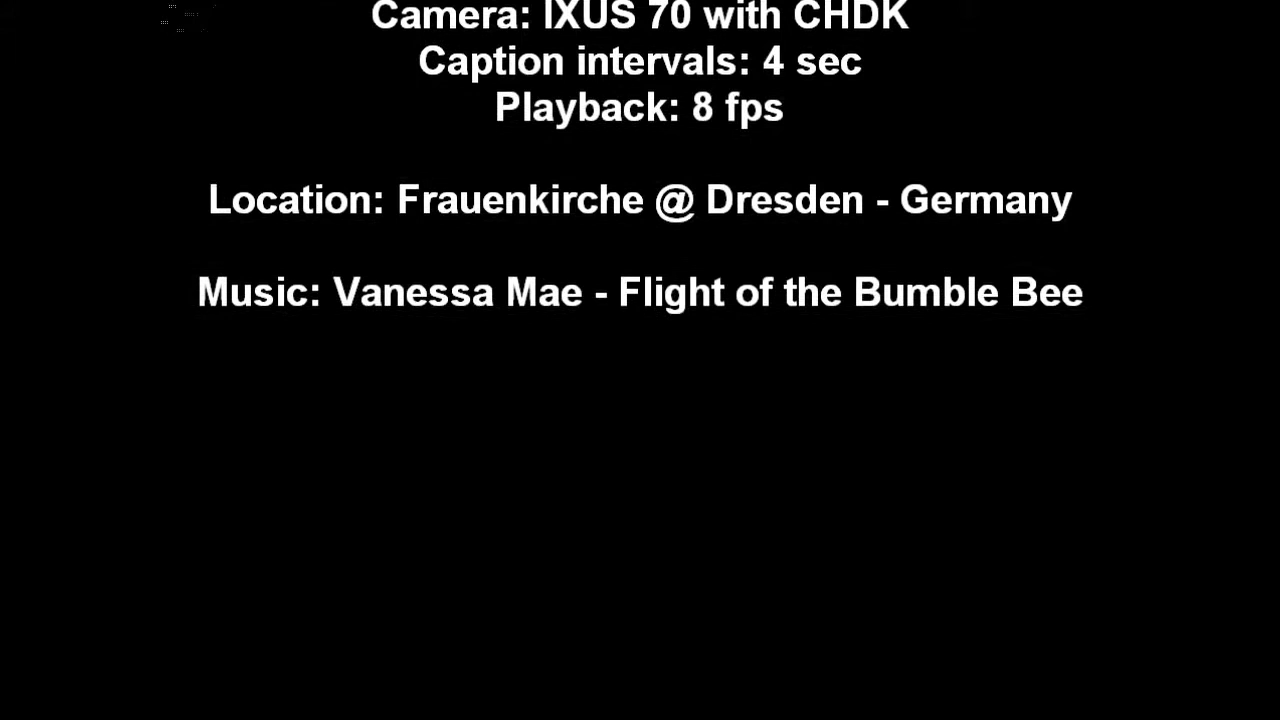 Camera: IXUS 70 with CHDK
Caption intervals: 4 sec
Playback: 8 fps
Location: Frauenkirche @ Dresden - Germany
Music: Vanessa Mae - Flight of the Bumble Bee